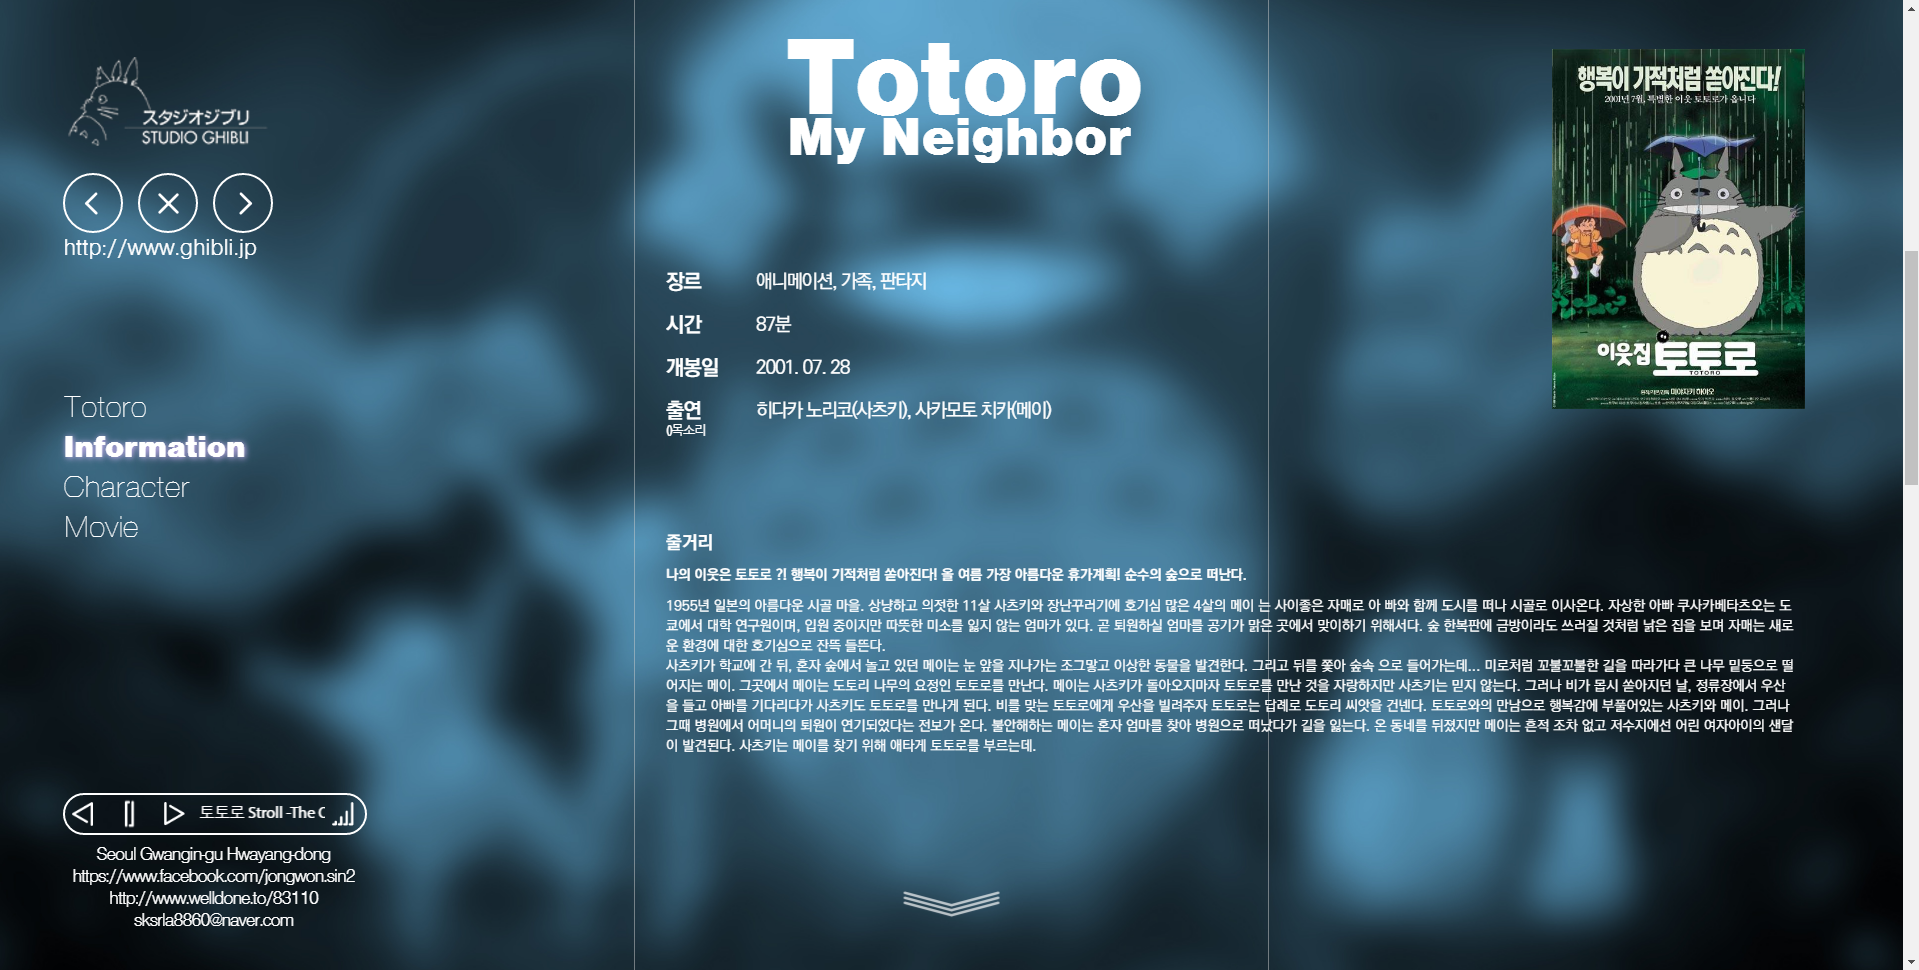 スタジオジブリ
STUDIO GHIBLI
http://www.ghibli.jp
Totoro
Information
Character
Movie
토토로 Stroll -The C
Seoul Gwangin-gu Hwayang-dong
https://www.facebook.com/jongwon.sin2
http://www.welldone.to/83110
sksrla8860@naver.com
Totoro
My Neighbor
장르 애니메이션, 가족, 판타지
시간 87분
개봉일 2001. 07. 28
출연 히다카 노리코(사츠키), 사카모토 치카(메이)
()목소리
줄거리
나의 이웃은 토토로 ?! 행복이 기적처럼 쏟아진다! 올 여름 가장 아름다운 휴가계획! 순수의 숲으로 떠난다.
1955년 일본의 아름다운 시골 마을. 상냥하고 의젓한 11살 사츠키와 장난꾸러기에 호기심 많은 4살의 메이 는 사이좋은 자매로 아 빠와 함께 도시를 떠나 시골로 이사온다. 자상한 아빠 쿠사카베타츠오는 도
쿄에서 대학 연구원이며, 입원 중이지만 따뜻한 미소를 잃지 않는 엄마가 있다. 곧 퇴원하실 엄마를 공기가 맑은 곳에서 맞이하기 위해서다. 숲 한복판에 금방이라도 쓰러질 것처럼 낡은 집을 보며 자매는 새로
운 환경에 대한 호기심으로 잔뜩 들뜬다.
사츠키가 학교에 간 뒤, 혼자 숲에서 놀고 있던 메이는 눈 앞을 지나가는 조그맣고 이상한 동물을 발견한다. 그리고 뒤를 쫓아 숲속 으로 들어가는데... 미로처럼 꼬불꼬불한 길을 따라가다 큰 나무 밑둥으로 떨
어지는 메이. 그곳에서 메이는 도토리 나무의 요정인 토토로를 만난다. 메이는 사츠키가 돌아오지마자 토토로를 만난 것을 자랑하지만 사츠키는 믿지 않는다. 그러나 비가 몹시 쏟아지던 날, 정류장에서 우산
을 들고 아빠를 기다리다가 사츠키도 토토로를 만나게 된다. 비를 맞는 토토로에게 우산을 빌려주자 토토로는 답례로 도토리 씨앗을 건넨다. 토토로와의 만남으로 행복감에 부풀어있는 사츠키와 메이. 그러나
그때 병원에서 어머니의 퇴원이 연기되었다는 전보가 온다. 불안해하는 메이는 혼자 엄마를 찾아 병원으로 떠났다가 길을 잃는다. 온 동네를 뒤졌지만 메이는 흔적 조차 없고 저수지에선 어린 여자아이의 샌달
이 발견된다. 사츠키는 메이를 찾기 위해 애타게 토토로를 부르는데.
행복이 기적처럼 쏟아진다!
2001년 7월, 특별한 이웃 토토로가 옵니다
이웃집 토토로
TOTORO
미야자키 하야오